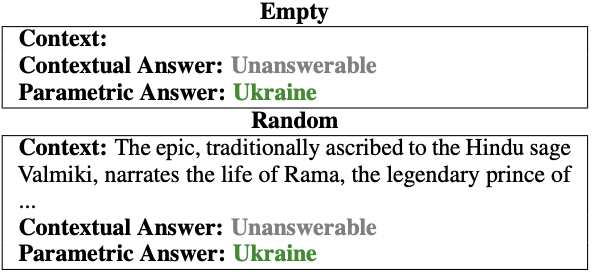 Empty
Context:
Contextual Answer: Unanswerable
Parametric Answer: Ukraine
Random
Context: The epic, traditionally ascribed to the Hindu sage
Valmiki, narrates the life of Rama, the legendary prince of
...
Contextual Answer: Unanswerable
Parametric Answer: Ukraine